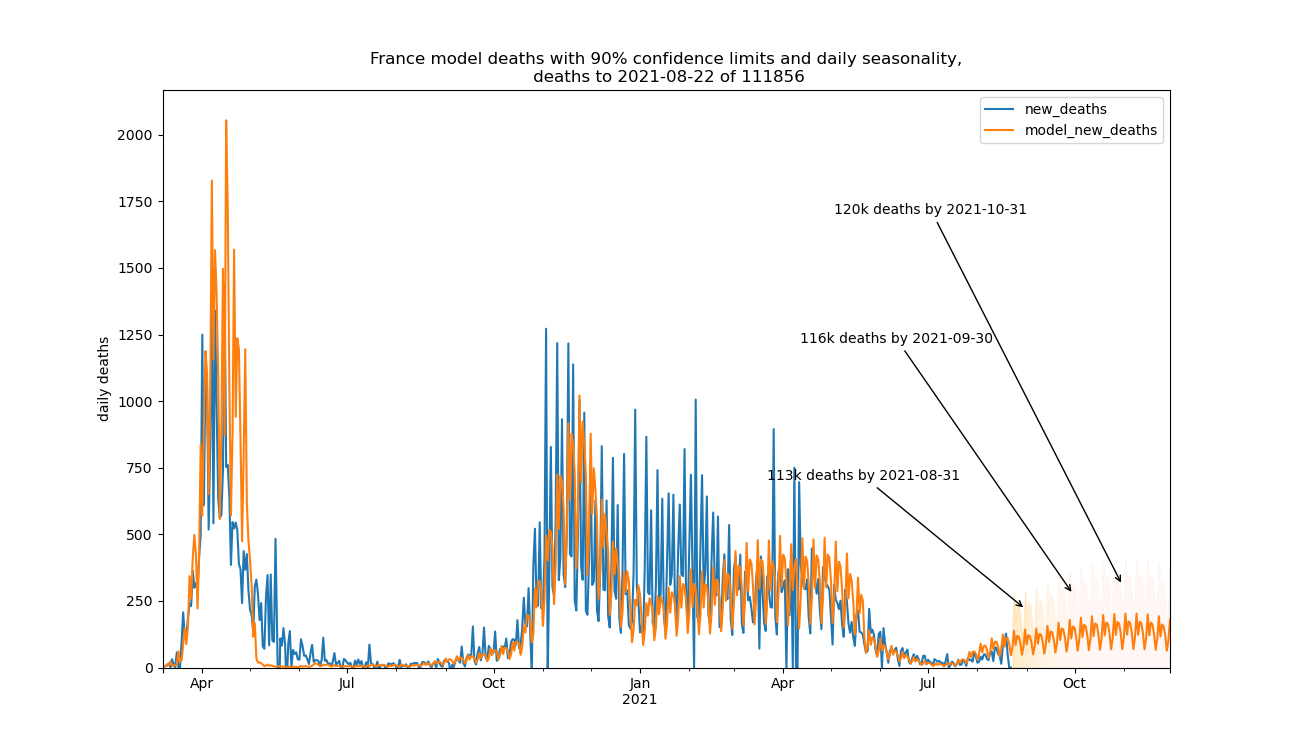 France model deaths with 90% confidence limits and daily seasonality,
deaths to 2021-08-22 of 111856
new_deaths
model_new_deaths
2000
1750
1500
1250
1000
750
500
250
0
daily deaths
120k deaths by 2021-10-31
116k deaths by 2021-09-30
113k deaths by 2021-08-31
Apr
Jul
Oct
Jan
2021
Apr
Jul
Oct